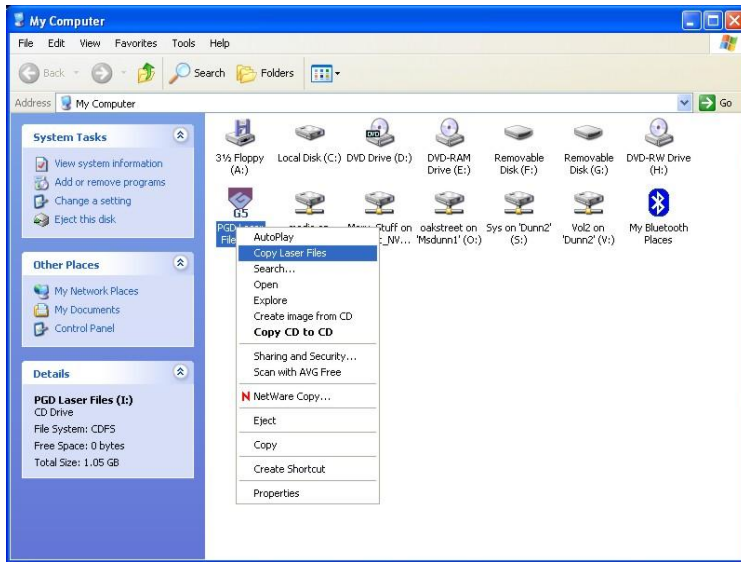 My Computer
File Edit View Favorites Tools Help
Back Search Folders
Address My Computer Go
System Tasks
View system information
Add or remove programs
Change a setting
Eject this disk
Other Places
My Network Places
My Documents
Control Panel
Details
PGD Laser Files (I:)
CD Drive
File System: CDFS
Free Space: 0 bytes
Total Size: 1.05 GB
3½ Floppy (A:)
Local Disk (C:)
DVD Drive (D:)
DVD
DVD-RAM Drive (E:)
Removable Disk (F:)
Removable Disk (G:)
DVD-RW Drive (H:)
G5
PGD Laser
File
Stuff on
_NV...
oakstreet on 'Msdunn1' (O:)
Sys on 'Dunn2' (S:)
Vol2 on 'Dunn2' (V:)
My Bluetooth Places
AutoPlay
Copy Laser Files
Search...
Open
Explore
Create image from CD
Copy CD to CD
Sharing and Security...
Scan with AVG Free
N NetWare Copy...
Eject
Copy
Create Shortcut
Properties